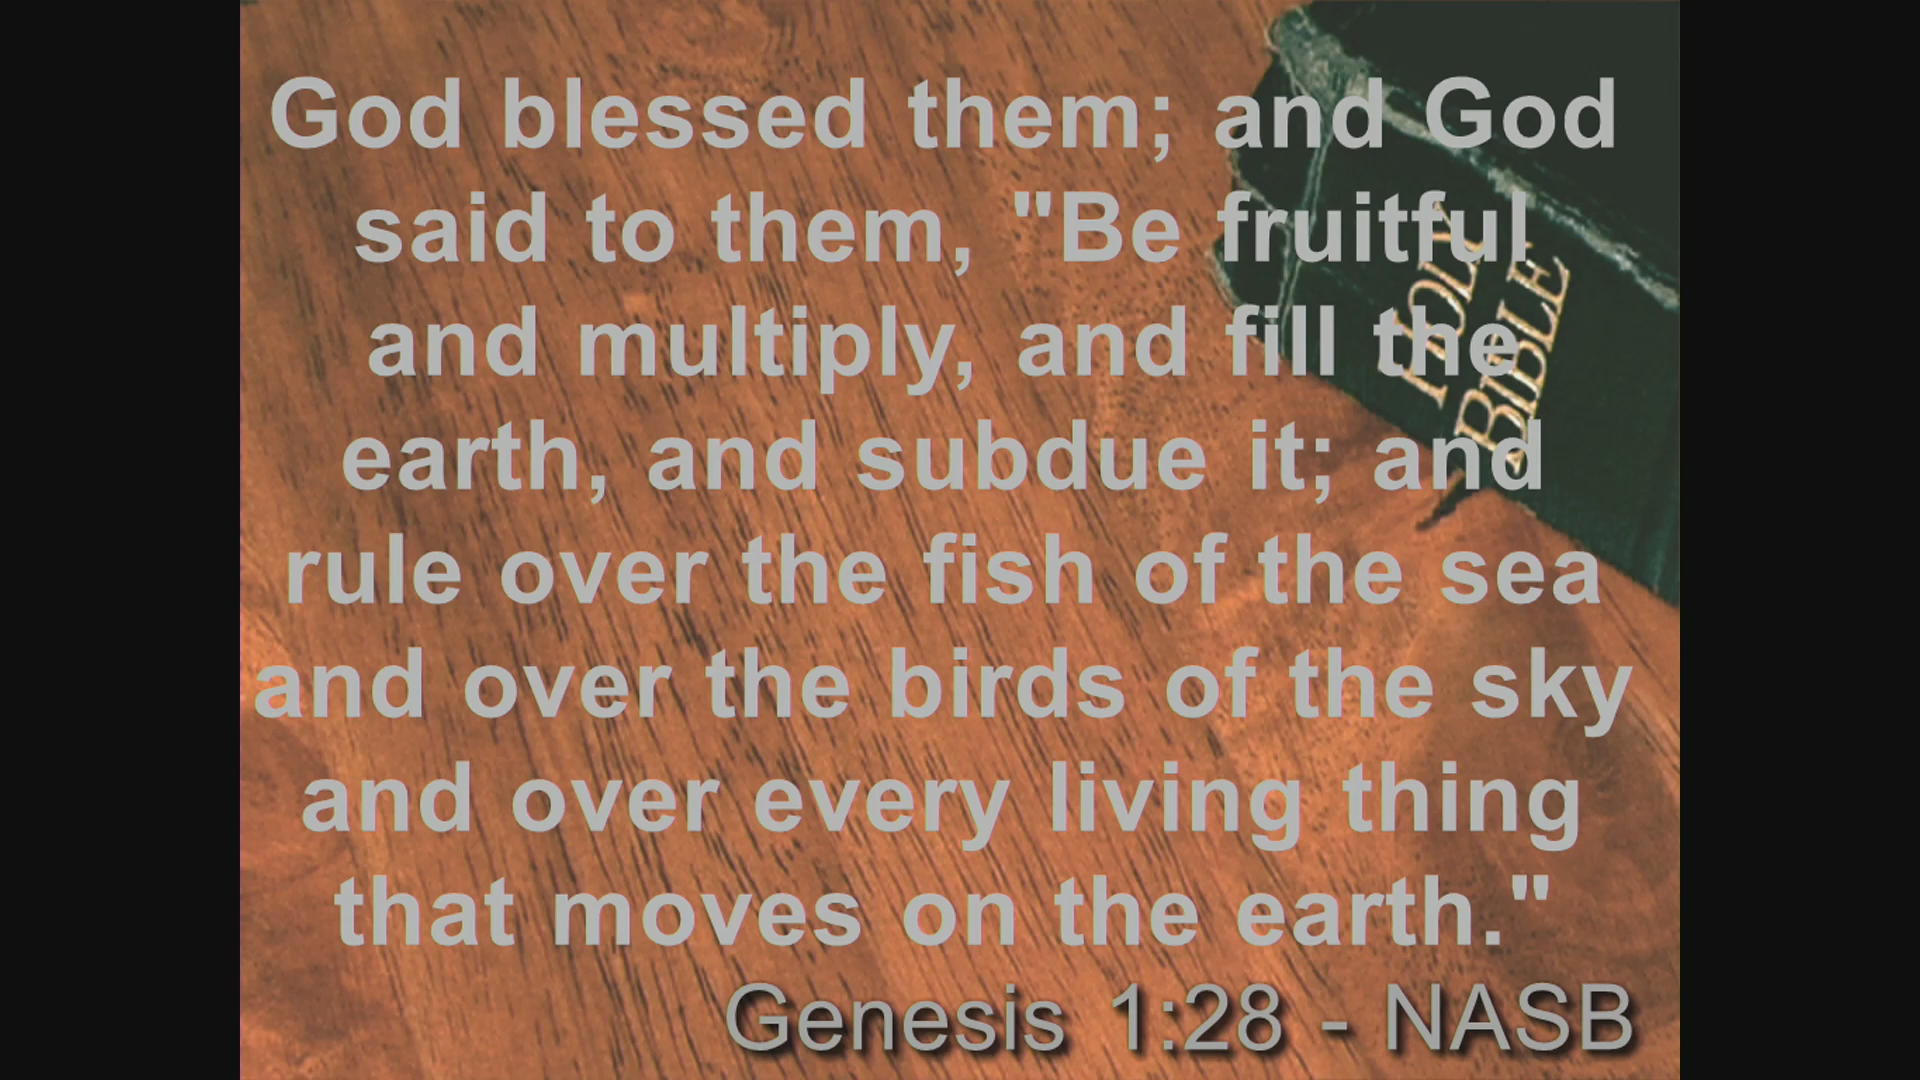 God blessed them; and God
said to them, "Be fruitful
and multiply, and fill the
earth, and subdue it; and
rule over the fish of the sea
and over the birds of the sky
and over every living thing
that moves on the earth."
Genesis 1:28 - NASB
HOLY
BIBLE